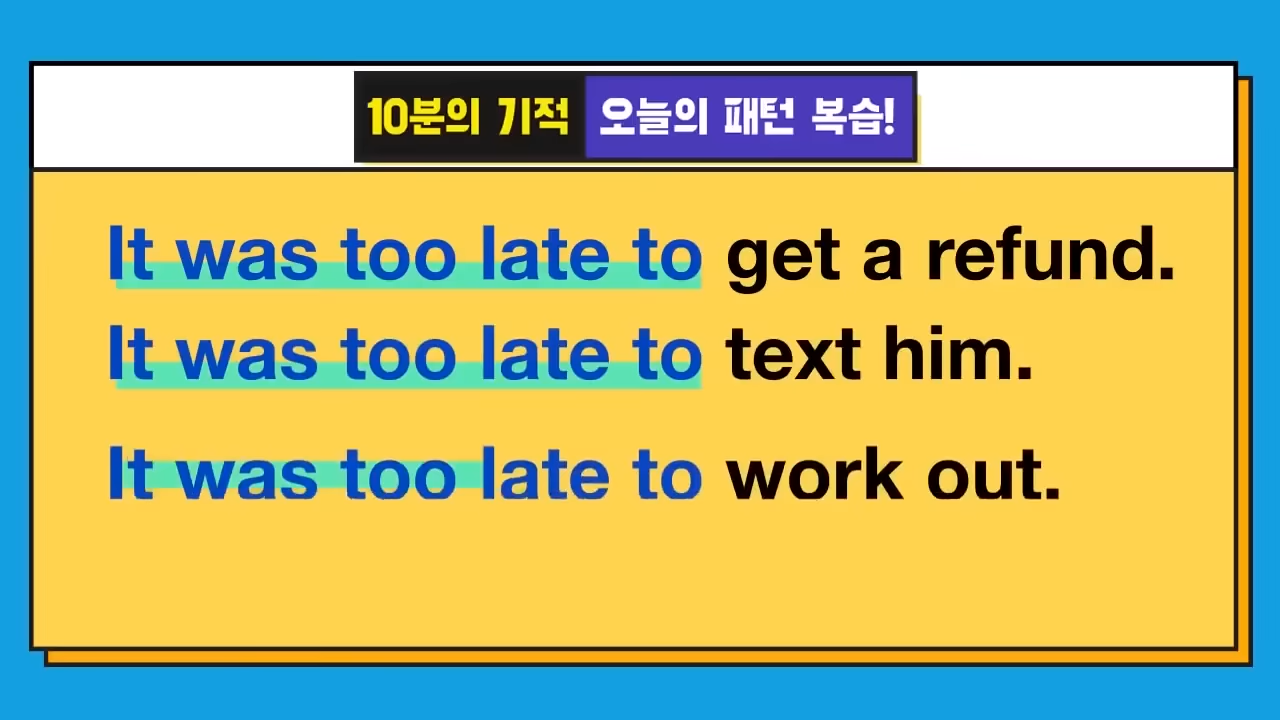 10분의 기적 오늘의 패턴 복습!
It was too late to get a refund.
It was too late to text him.
It was too late to work out.